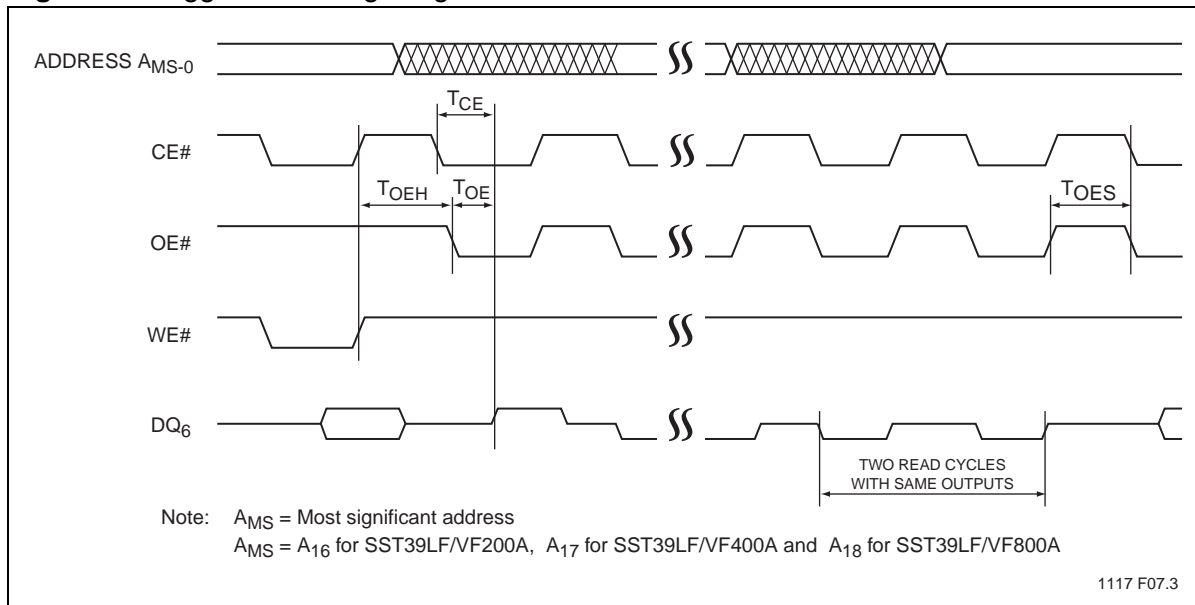 ADDRESS AMS-0
TCE
CE#
TOEH
TOE
TOES
OE#
WE#
DQ6
TWO READ CYCLES
WITH SAME OUTPUTS
Note: AMS = Most significant address
AMS = A16 for SST39LF/VF200A, A17 for SST39LF/VF400A and A18 for SST39LF/VF800A
1117 F07.3